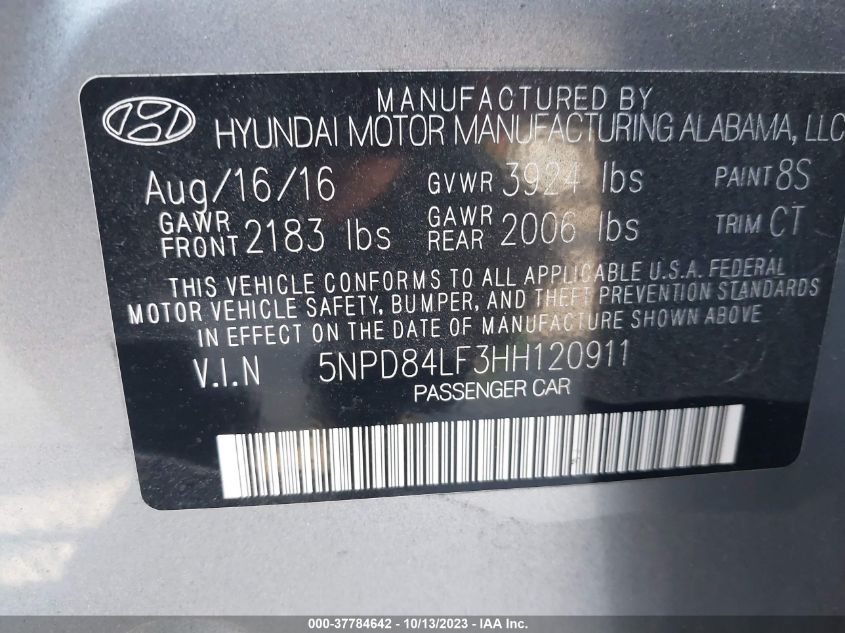 MANUFACTURED BY
HYUNDAI MOTOR MANUFACTURING ALABAMA, LLC
Aug/16/16 GVWR 3924 lbs PAINT 8S
GAWR FRONT 2183 lbs GAWR REAR 2006 lbs TRIM CT
THIS VEHICLE CONFORMS TO ALL APPLICABLE U.S.A. FEDERAL
MOTOR VEHICLE SAFETY, BUMPER, AND THEFT PREVENTION STANDARDS
IN EFFECT ON THE DATE OF MANUFACTURE SHOWN ABOVE
V.I.N 5NPD84LF3HH120911
PASSENGER CAR
000-37784642 - 10/13/2023 - IAA Inc.